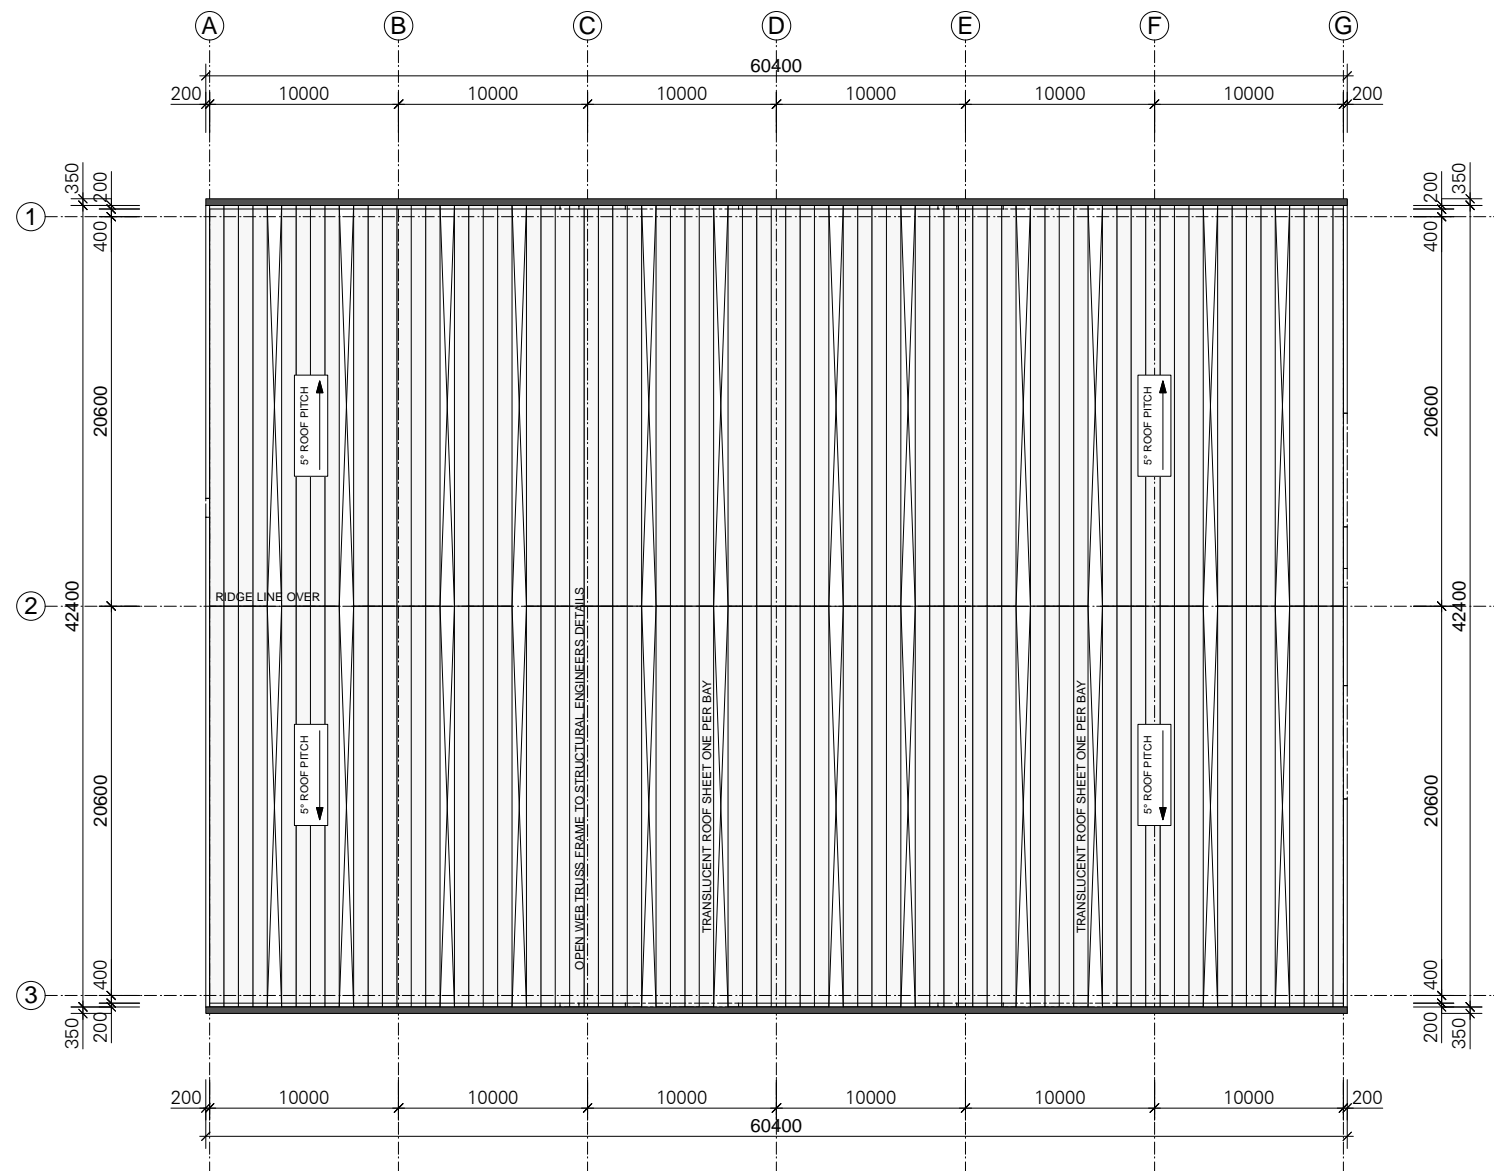 A B C D E F G
60400
200 10000 10000 10000 10000 10000 10000 200
350 200 200 350
1
400 400
20600 5° ROOF PITCH 5° ROOF PITCH 20600
2 RIDGE LINE OVER
42400 42400
OPEN WEB TRUSS FRAME TO STRUCTURAL ENGINEERS DETAILS
TRANSLUCENT ROOF SHEET ONE PER BAY
TRANSLUCENT ROOF SHEET ONE PER BAY
20600 5° ROOF PITCH 5° ROOF PITCH 20600
400 400
3
350 200 200 350
200 10000 10000 10000 10000 10000 10000 200
60400